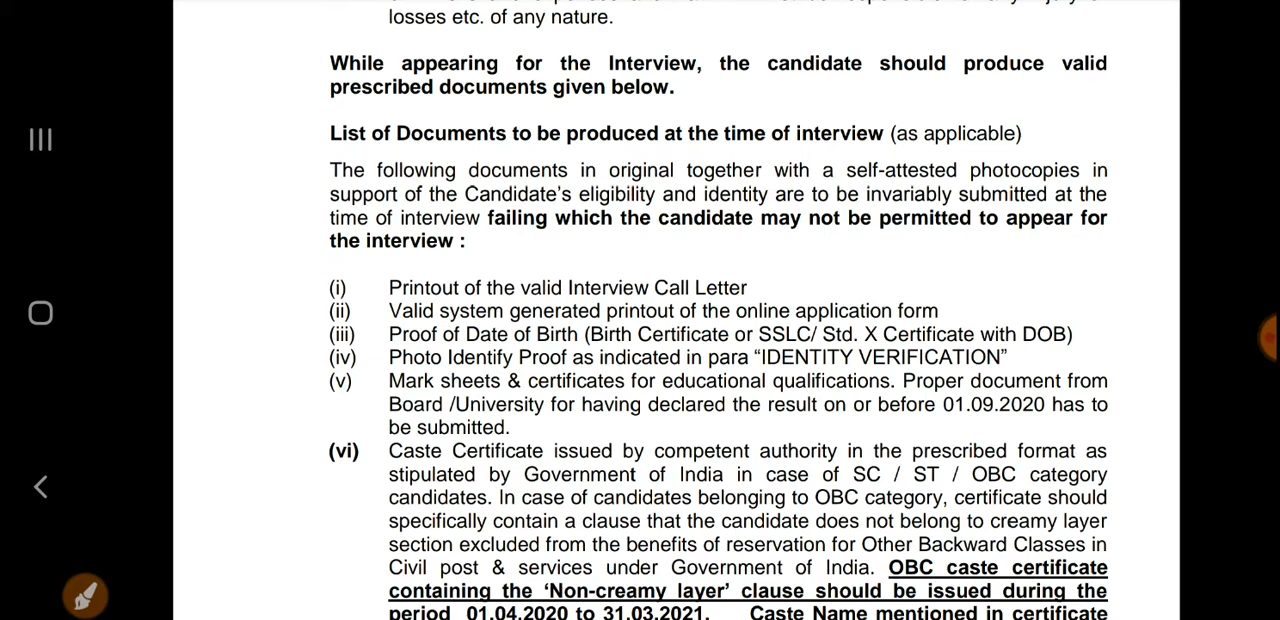 losses etc. of any nature.
While appearing for the Interview, the candidate should produce valid
prescribed documents given below.
List of Documents to be produced at the time of interview (as applicable)
The following documents in original together with a self-attested photocopies in
support of the Candidate's eligibility and identity are to be invariably submitted at the
time of interview failing which the candidate may not be permitted to appear for
the interview :
(i) Printout of the valid Interview Call Letter
(ii) Valid system generated printout of the online application form
(iii) Proof of Date of Birth (Birth Certificate or SSLC/ Std. X Certificate with DOB)
(iv) Photo Identify Proof as indicated in para “IDENTITY VERIFICATION”
(v) Mark sheets & certificates for educational qualifications. Proper document from
Board /University for having declared the result on or before 01.09.2020 has to
be submitted.
(vi) Caste Certificate issued by competent authority in the prescribed format as
stipulated by Government of India in case of SC / ST / OBC category
candidates. In case of candidates belonging to OBC category, certificate should
specifically contain a clause that the candidate does not belong to creamy layer
section excluded from the benefits of reservation for Other Backward Classes in
Civil post & services under Government of India. OBC caste certificate
containing the ‘Non-creamy layer’ clause should be issued during the
period 01.04.2020 to 31.03.2021. Caste Name mentioned in certificate